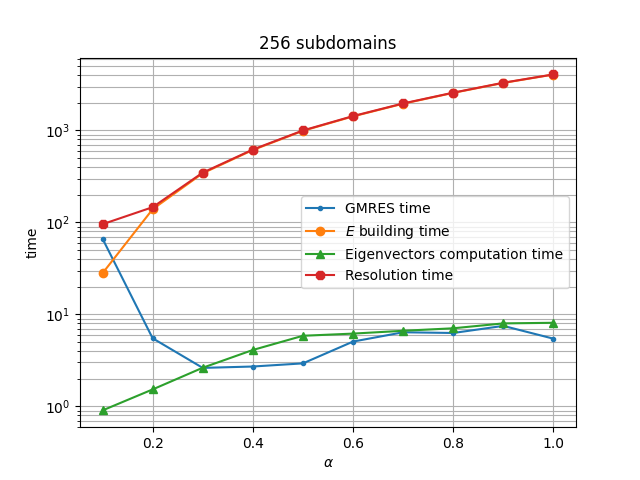 256 subdomains
time
10³
10²
10¹
10⁰
GMRES time
E building time
Eigenvectors computation time
Resolution time
0.2 0.4 0.6 0.8 1.0
α